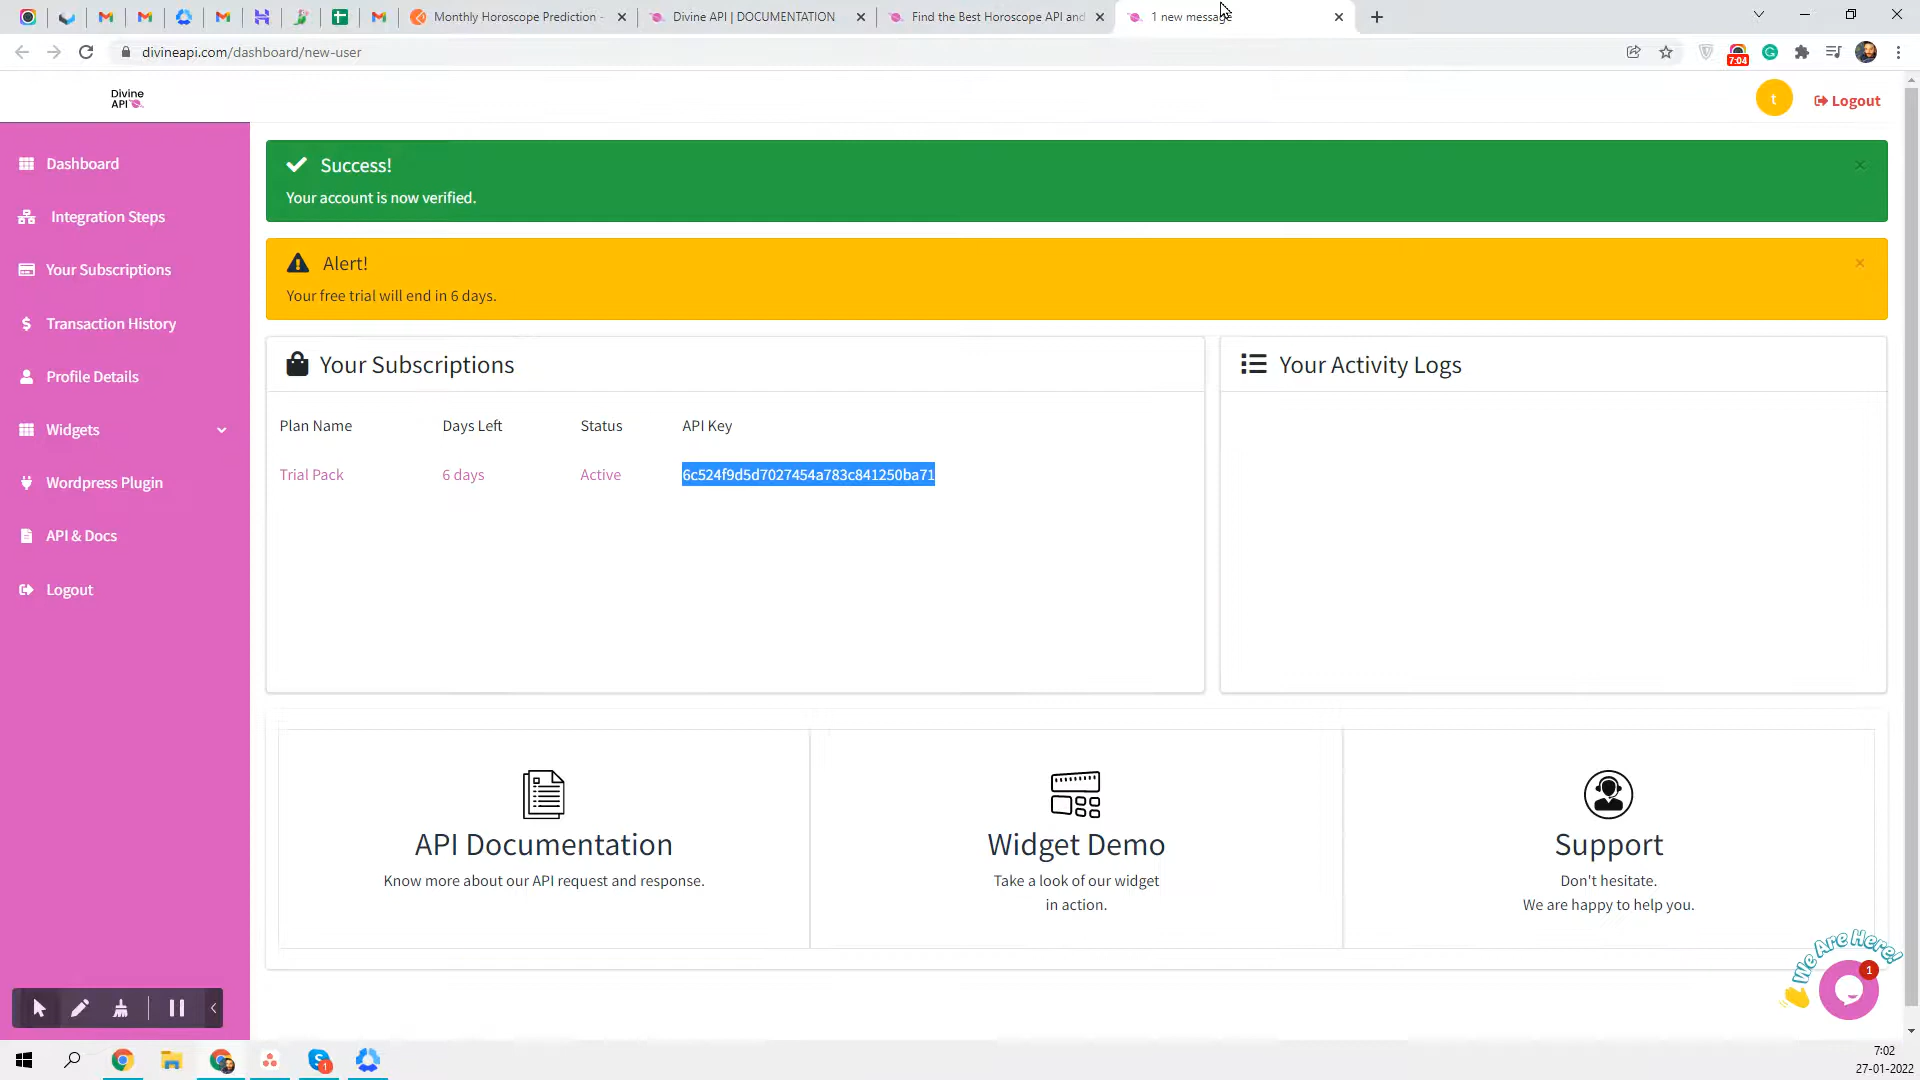 Monthly Horoscope Prediction -
Divine API | DOCUMENTATION
Find the Best Horoscope API and
1 new message
divineapi.com/dashboard/new-user
7:04
Divine
API
t
Logout
Dashboard
Integration Steps
Your Subscriptions
Transaction History
Profile Details
Widgets
Wordpress Plugin
API & Docs
Logout
Success!
Your account is now verified.
Alert!
Your free trial will end in 6 days.
Your Subscriptions
Plan Name Days Left Status API Key
Trial Pack 6 days Active 6c524f9d5d7027454a783c841250ba71
Your Activity Logs
API Documentation
Know more about our API request and response.
Widget Demo
Take a look of our widget
in action.
Support
Don't hesitate.
We are happy to help you.
We Are Here!
1
1
7:02
27-01-2022